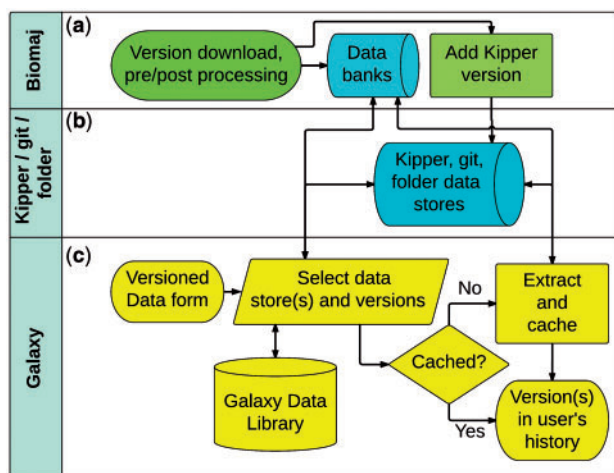 Biomaj
(a)
Version download,
pre/post processing
Data
banks
Add Kipper
version
Kipper / git /
folder
(b)
Kipper, git,
folder data
stores
Galaxy
(c)
Versioned
Data form
Select data
store(s) and versions
No
Extract
and
cache
Cached?
Galaxy Data
Library
Yes
Version(s)
in user's
history